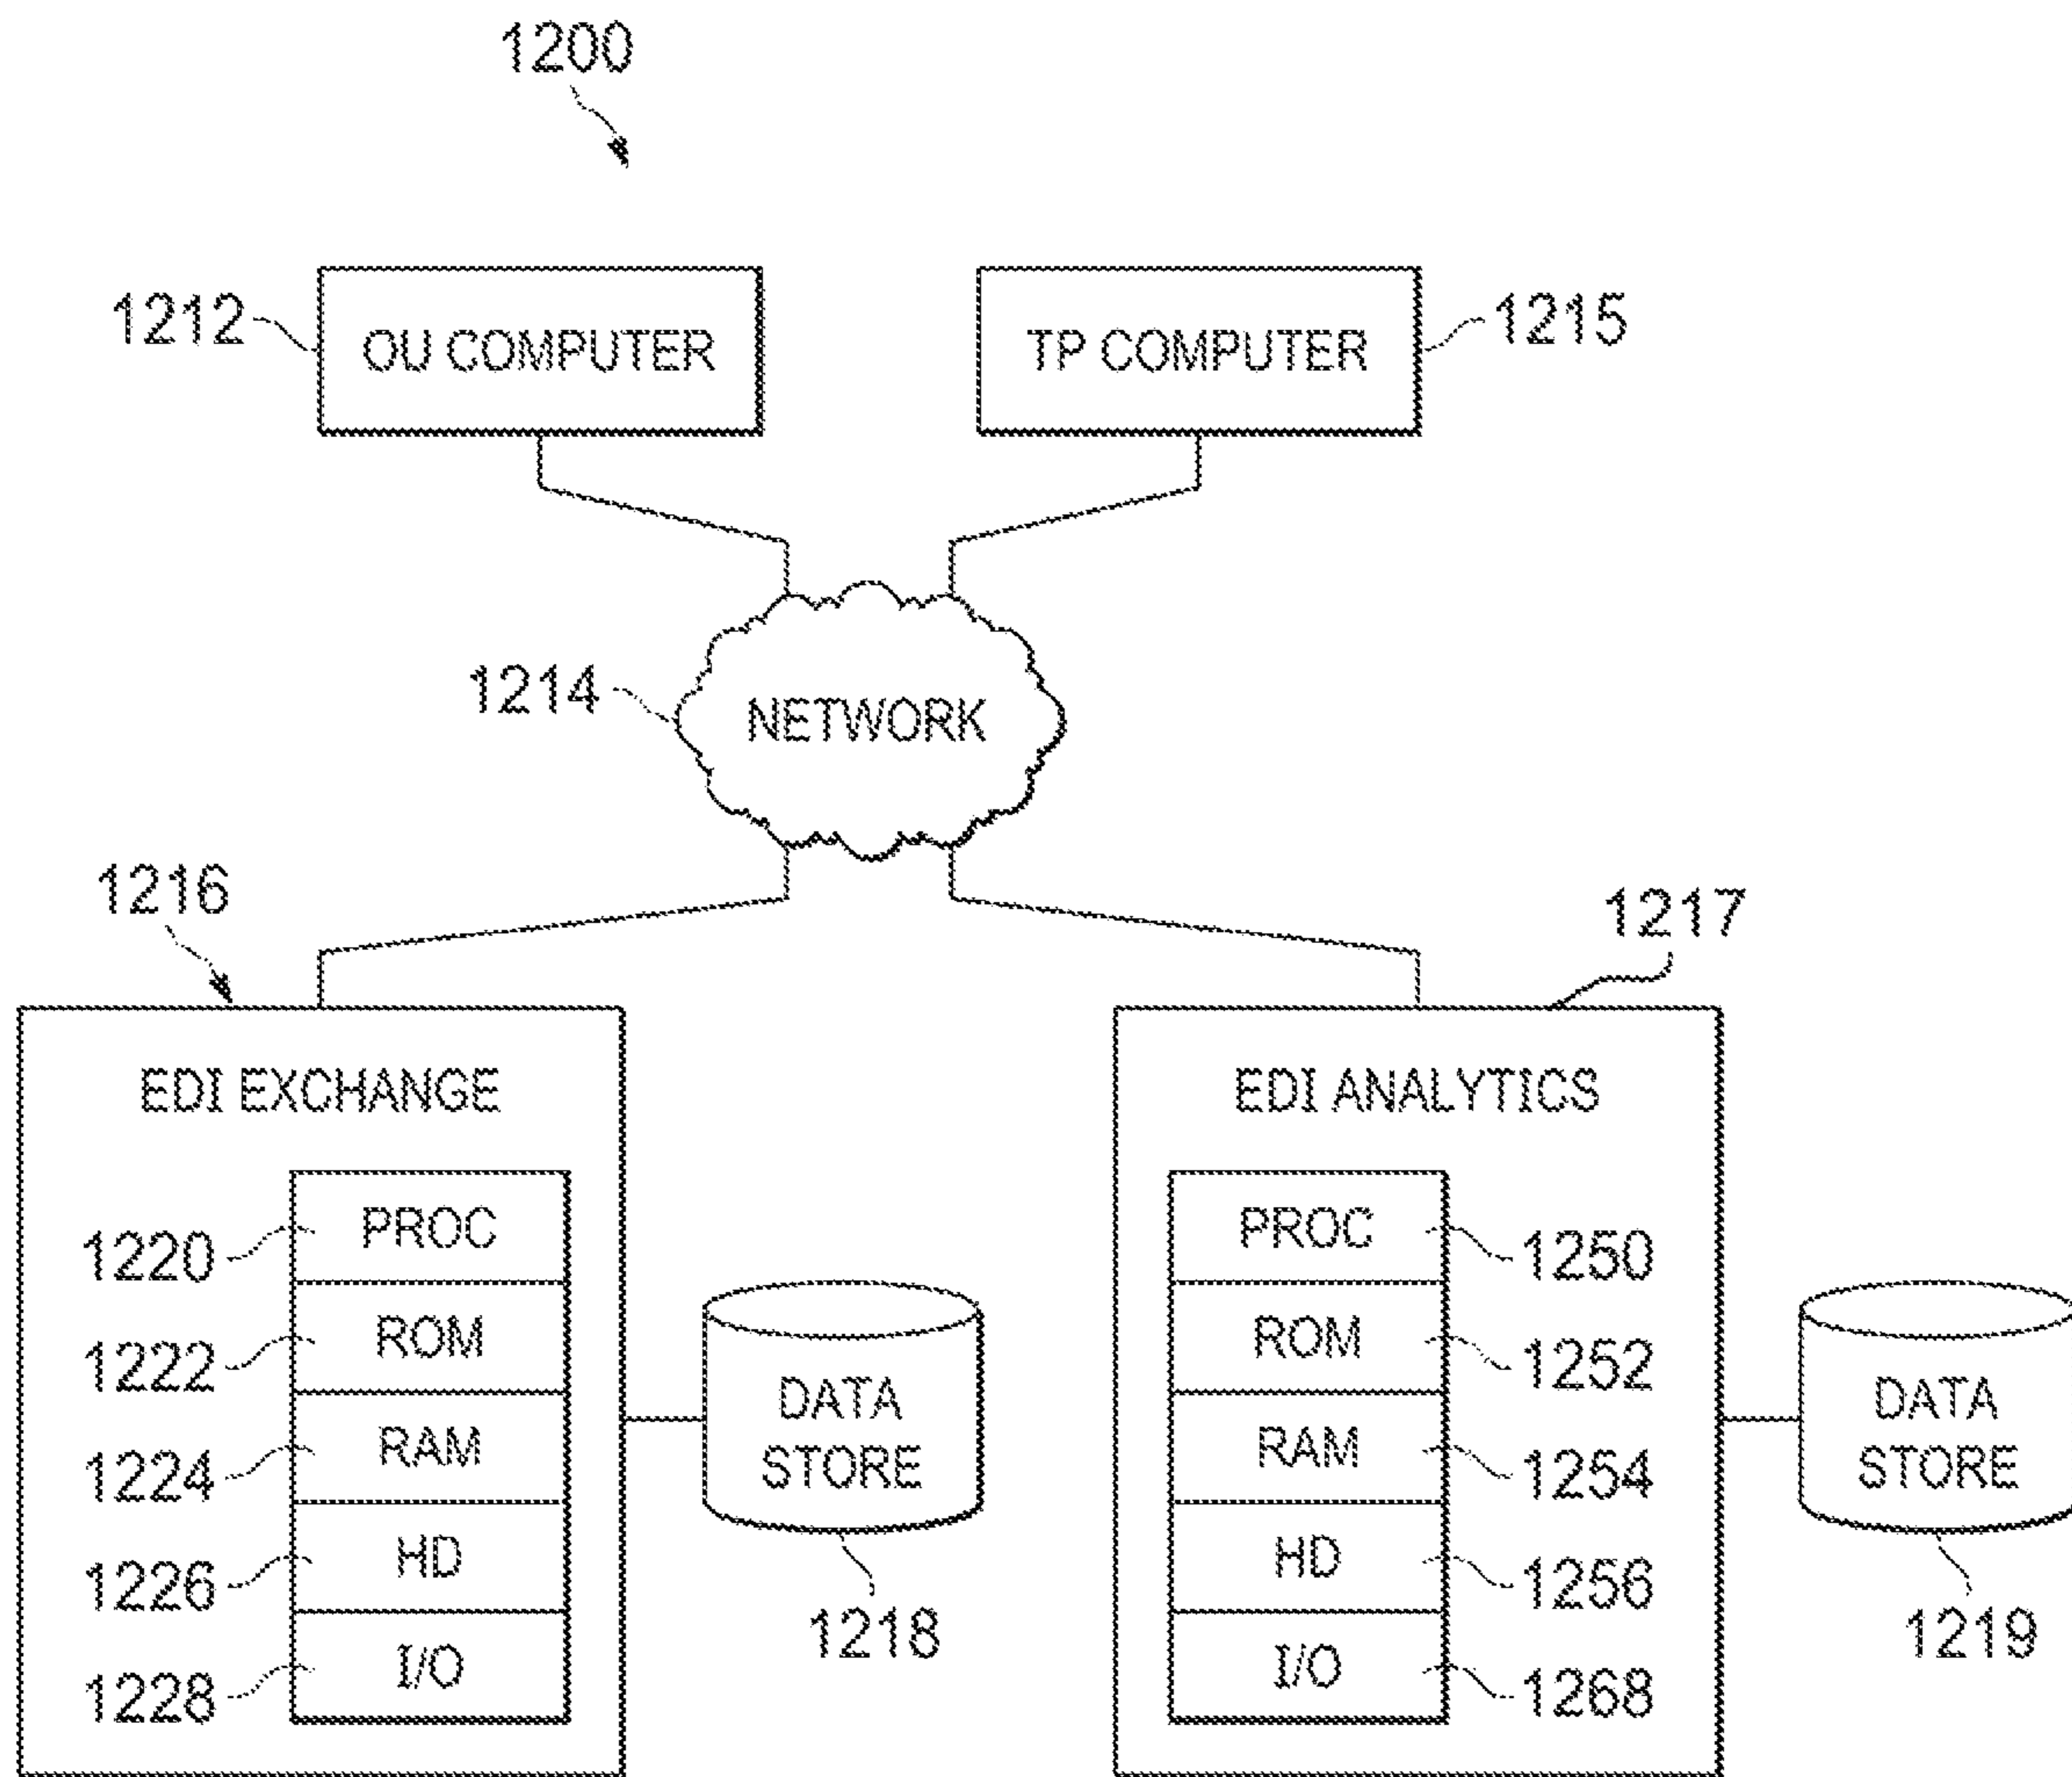 1200
1212
OU COMPUTER
TP COMPUTER
1215
1214
NETWORK
1216
1217
EDI EXCHANGE
1220
PROC
1222
ROM
1224
RAM
1226
HD
1228
I/O
DATA
STORE
1218
EDI ANALYTICS
PROC
1250
ROM
1252
RAM
1254
HD
1256
I/O
1268
DATA
STORE
1219